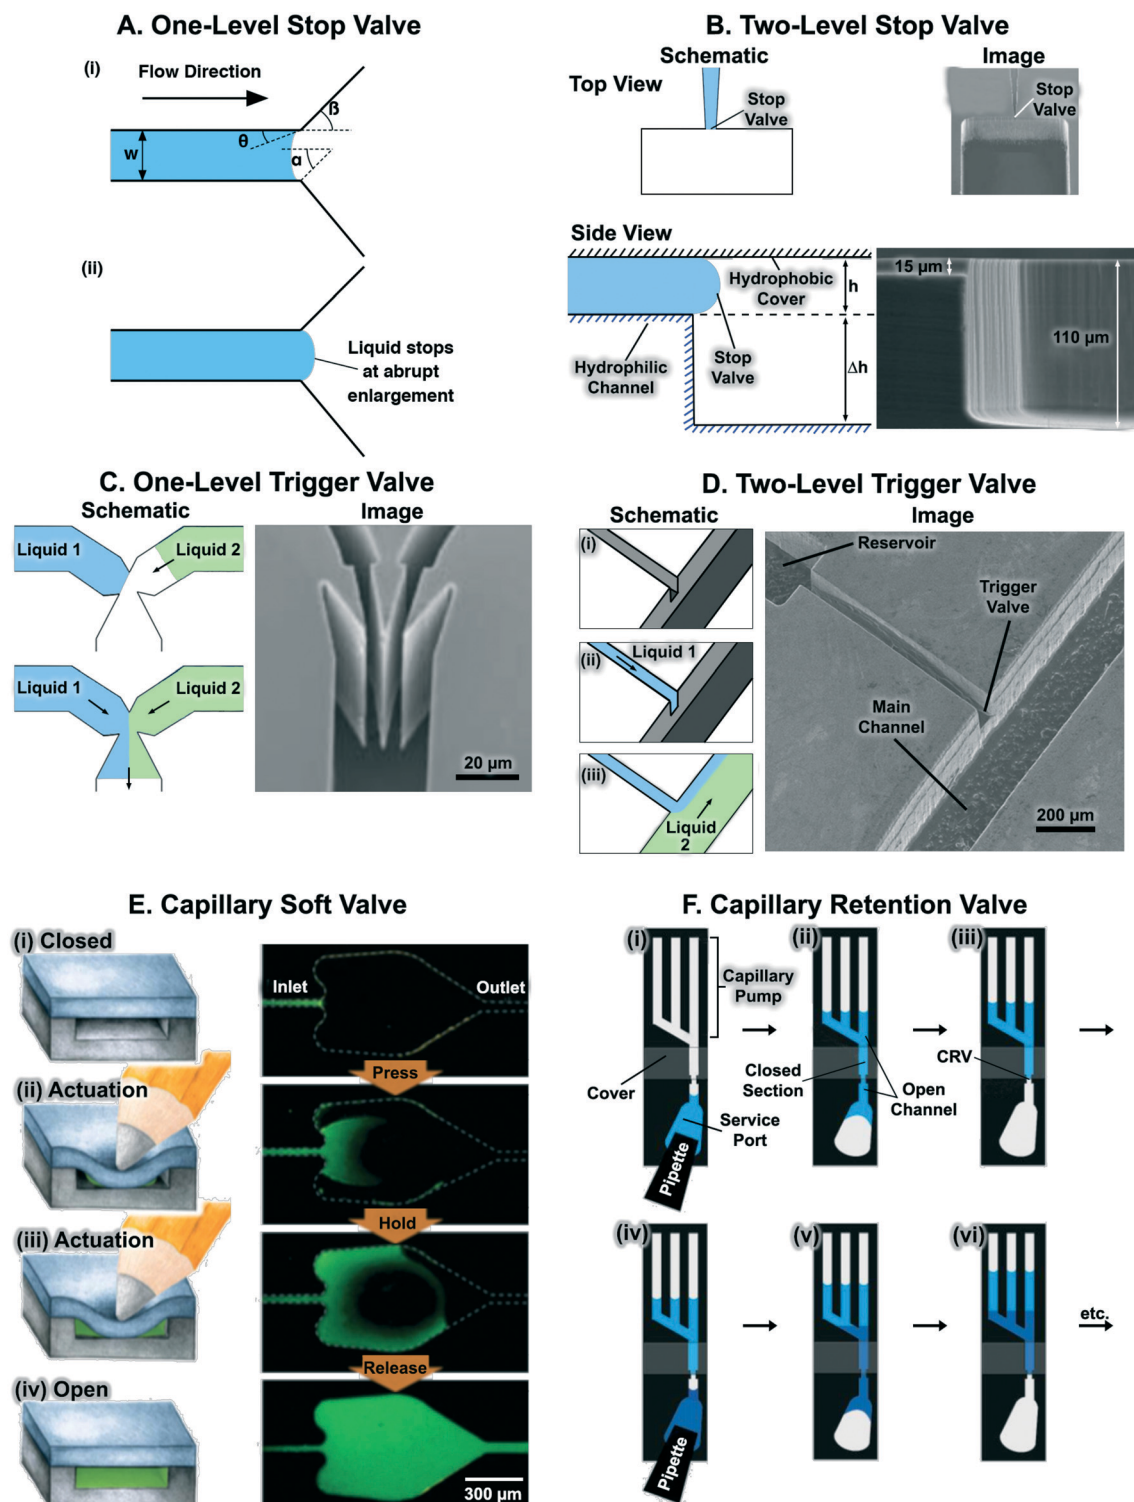 A. One-Level Stop Valve
(i)
Flow Direction
β
θ
w
α
(ii)
Liquid stops
at abrupt
enlargement
B. Two-Level Stop Valve
Schematic
Image
Top View
Stop
Valve
Stop
Valve
Side View
Hydrophobic
Cover
h
15 µm
Hydrophilic
Channel
Stop
Valve
Δh
110 µm
C. One-Level Trigger Valve
Schematic
Image
Liquid 1
Liquid 2
Liquid 1
Liquid 2
20 µm
D. Two-Level Trigger Valve
Schematic
Image
(i)
Reservoir
Trigger
Valve
(ii)
Liquid 1
Main
Channel
(iii)
Liquid
2
200 µm
E. Capillary Soft Valve
(i) Closed
Inlet
Outlet
Press
(ii) Actuation
Hold
(iii) Actuation
Release
(iv) Open
300 µm
F. Capillary Retention Valve
(i)
(ii)
(iii)
Capillary
Pump
Cover
Closed
Section
CRV
Open
Channel
Service
Port
Pipette
(iv)
(v)
(vi)
etc.
Pipette